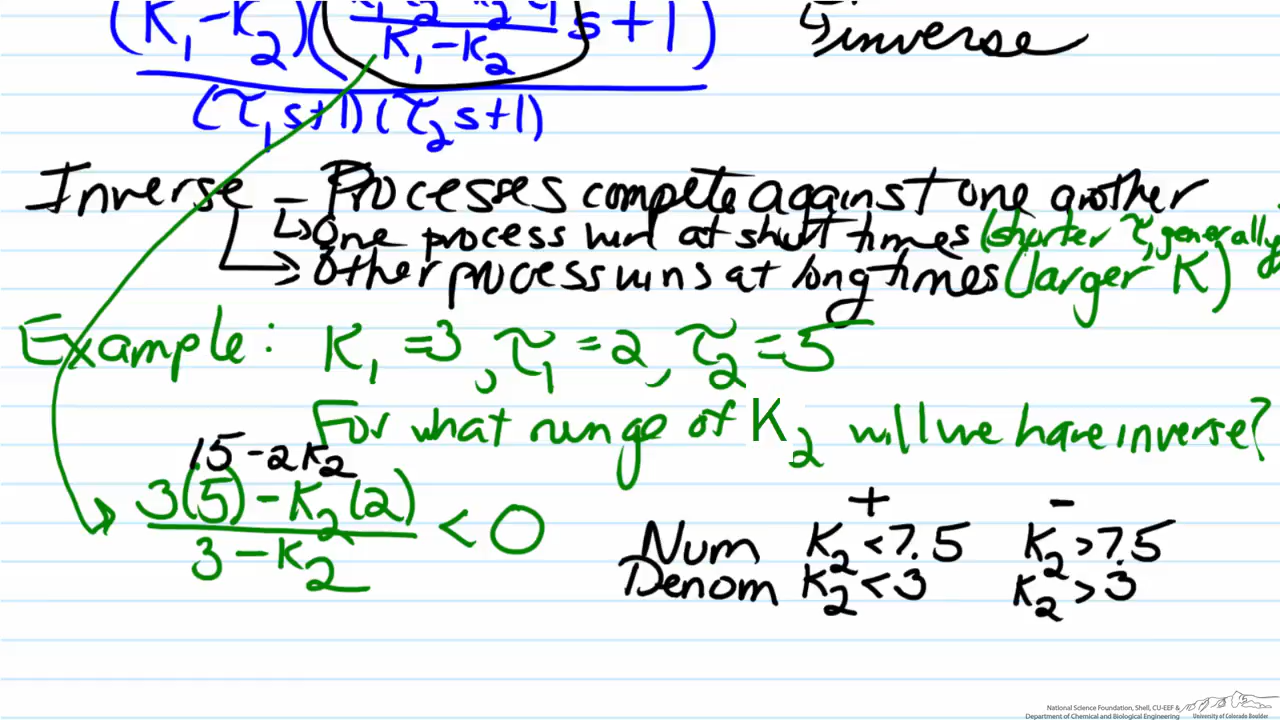 (K₁-K₂)( s+1)
K₁-K₂
(τ₁s+1)(τ₂s+1)
↳inverse
Inverse - Processes compete against one another
↳One process win at short times (shorter τ, generally)
→ Other process wins at long times (larger K)
Example: K₁ =3, τ₁ =2, τ₂ =5
For what range of K₂ will we have inverse?
15-2K₂
3(5)-K₂(2)
3-K₂
< 0
+ -
Num K₂<7.5 K₂>7.5
Denom K₂<3 K₂>3
National Science Foundation, Shell, CU-EEF &
Department of Chemical and Biological Engineering
University of Colorado Boulder